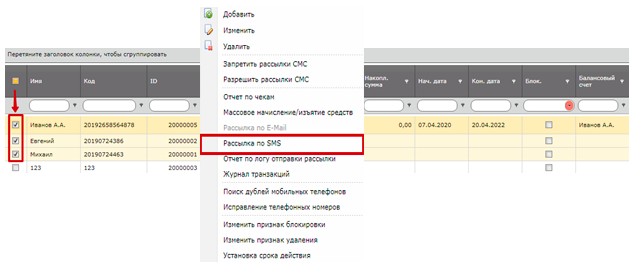 Добавить
Изменить
Удалить
Запретить рассылки СМС
Разрешить рассылки СМС
Отчет по чекам
Массовое начисление/изъятие средств
Рассылка по E-Mail
Рассылка по SMS
Отчет по логу отправки рассылки
Журнал транзакций
Поиск дублей мобильных телефонов
Исправление телефонных номеров
Изменить признак блокировки
Изменить признак удаления
Установка срока действия
Перетяните заголовок колонки, чтобы сгруппировать
Имя Код ID Накопл. сумма Нач. дата Кон. дата Блок. Балансовый счет
Иванов А.А. 20192658564878 20000005 0,00 07.04.2020 20.04.2022 Иванов А.А.
Евгений 20190724386 20000002
Михаил 20190724463 20000001
123 123 20000003